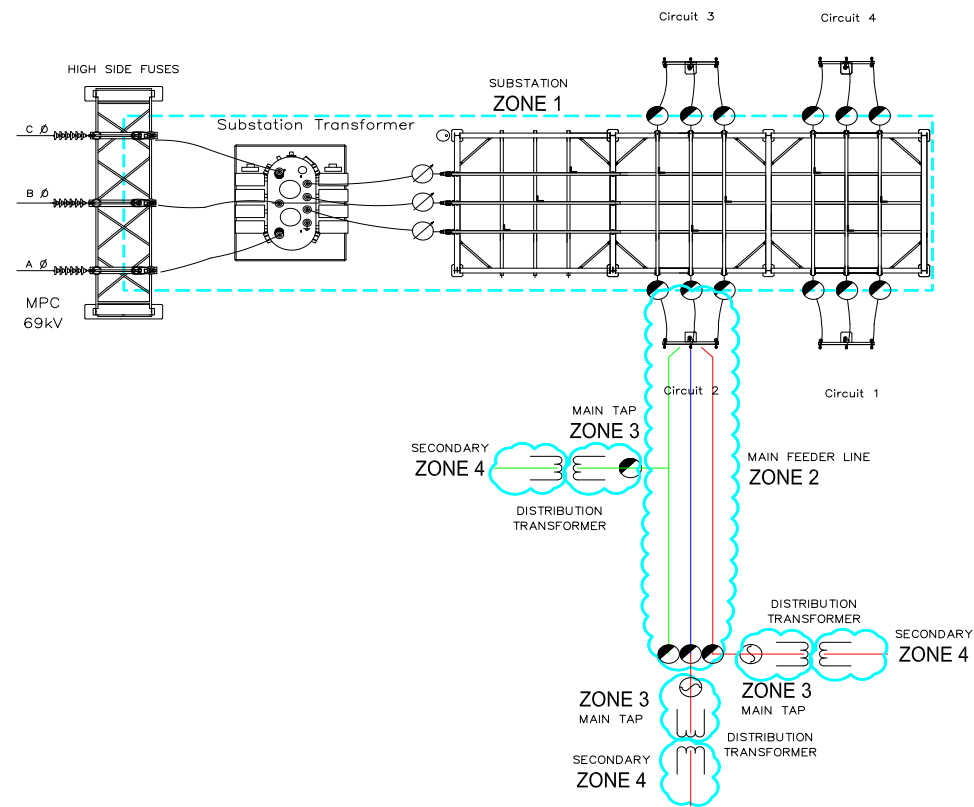 Circuit 3
Circuit 4
HIGH SIDE FUSES
SUBSTATION
ZONE 1
Substation Transformer
C Ø
B Ø
A Ø
MPC
69kV
Circuit 2
Circuit 1
MAIN TAP
ZONE 3
SECONDARY
ZONE 4
MAIN FEEDER LINE
ZONE 2
DISTRIBUTION
TRANSFORMER
DISTRIBUTION
TRANSFORMER
SECONDARY
ZONE 4
ZONE 3
MAIN TAP
ZONE 3
MAIN TAP
DISTRIBUTION
TRANSFORMER
SECONDARY
ZONE 4